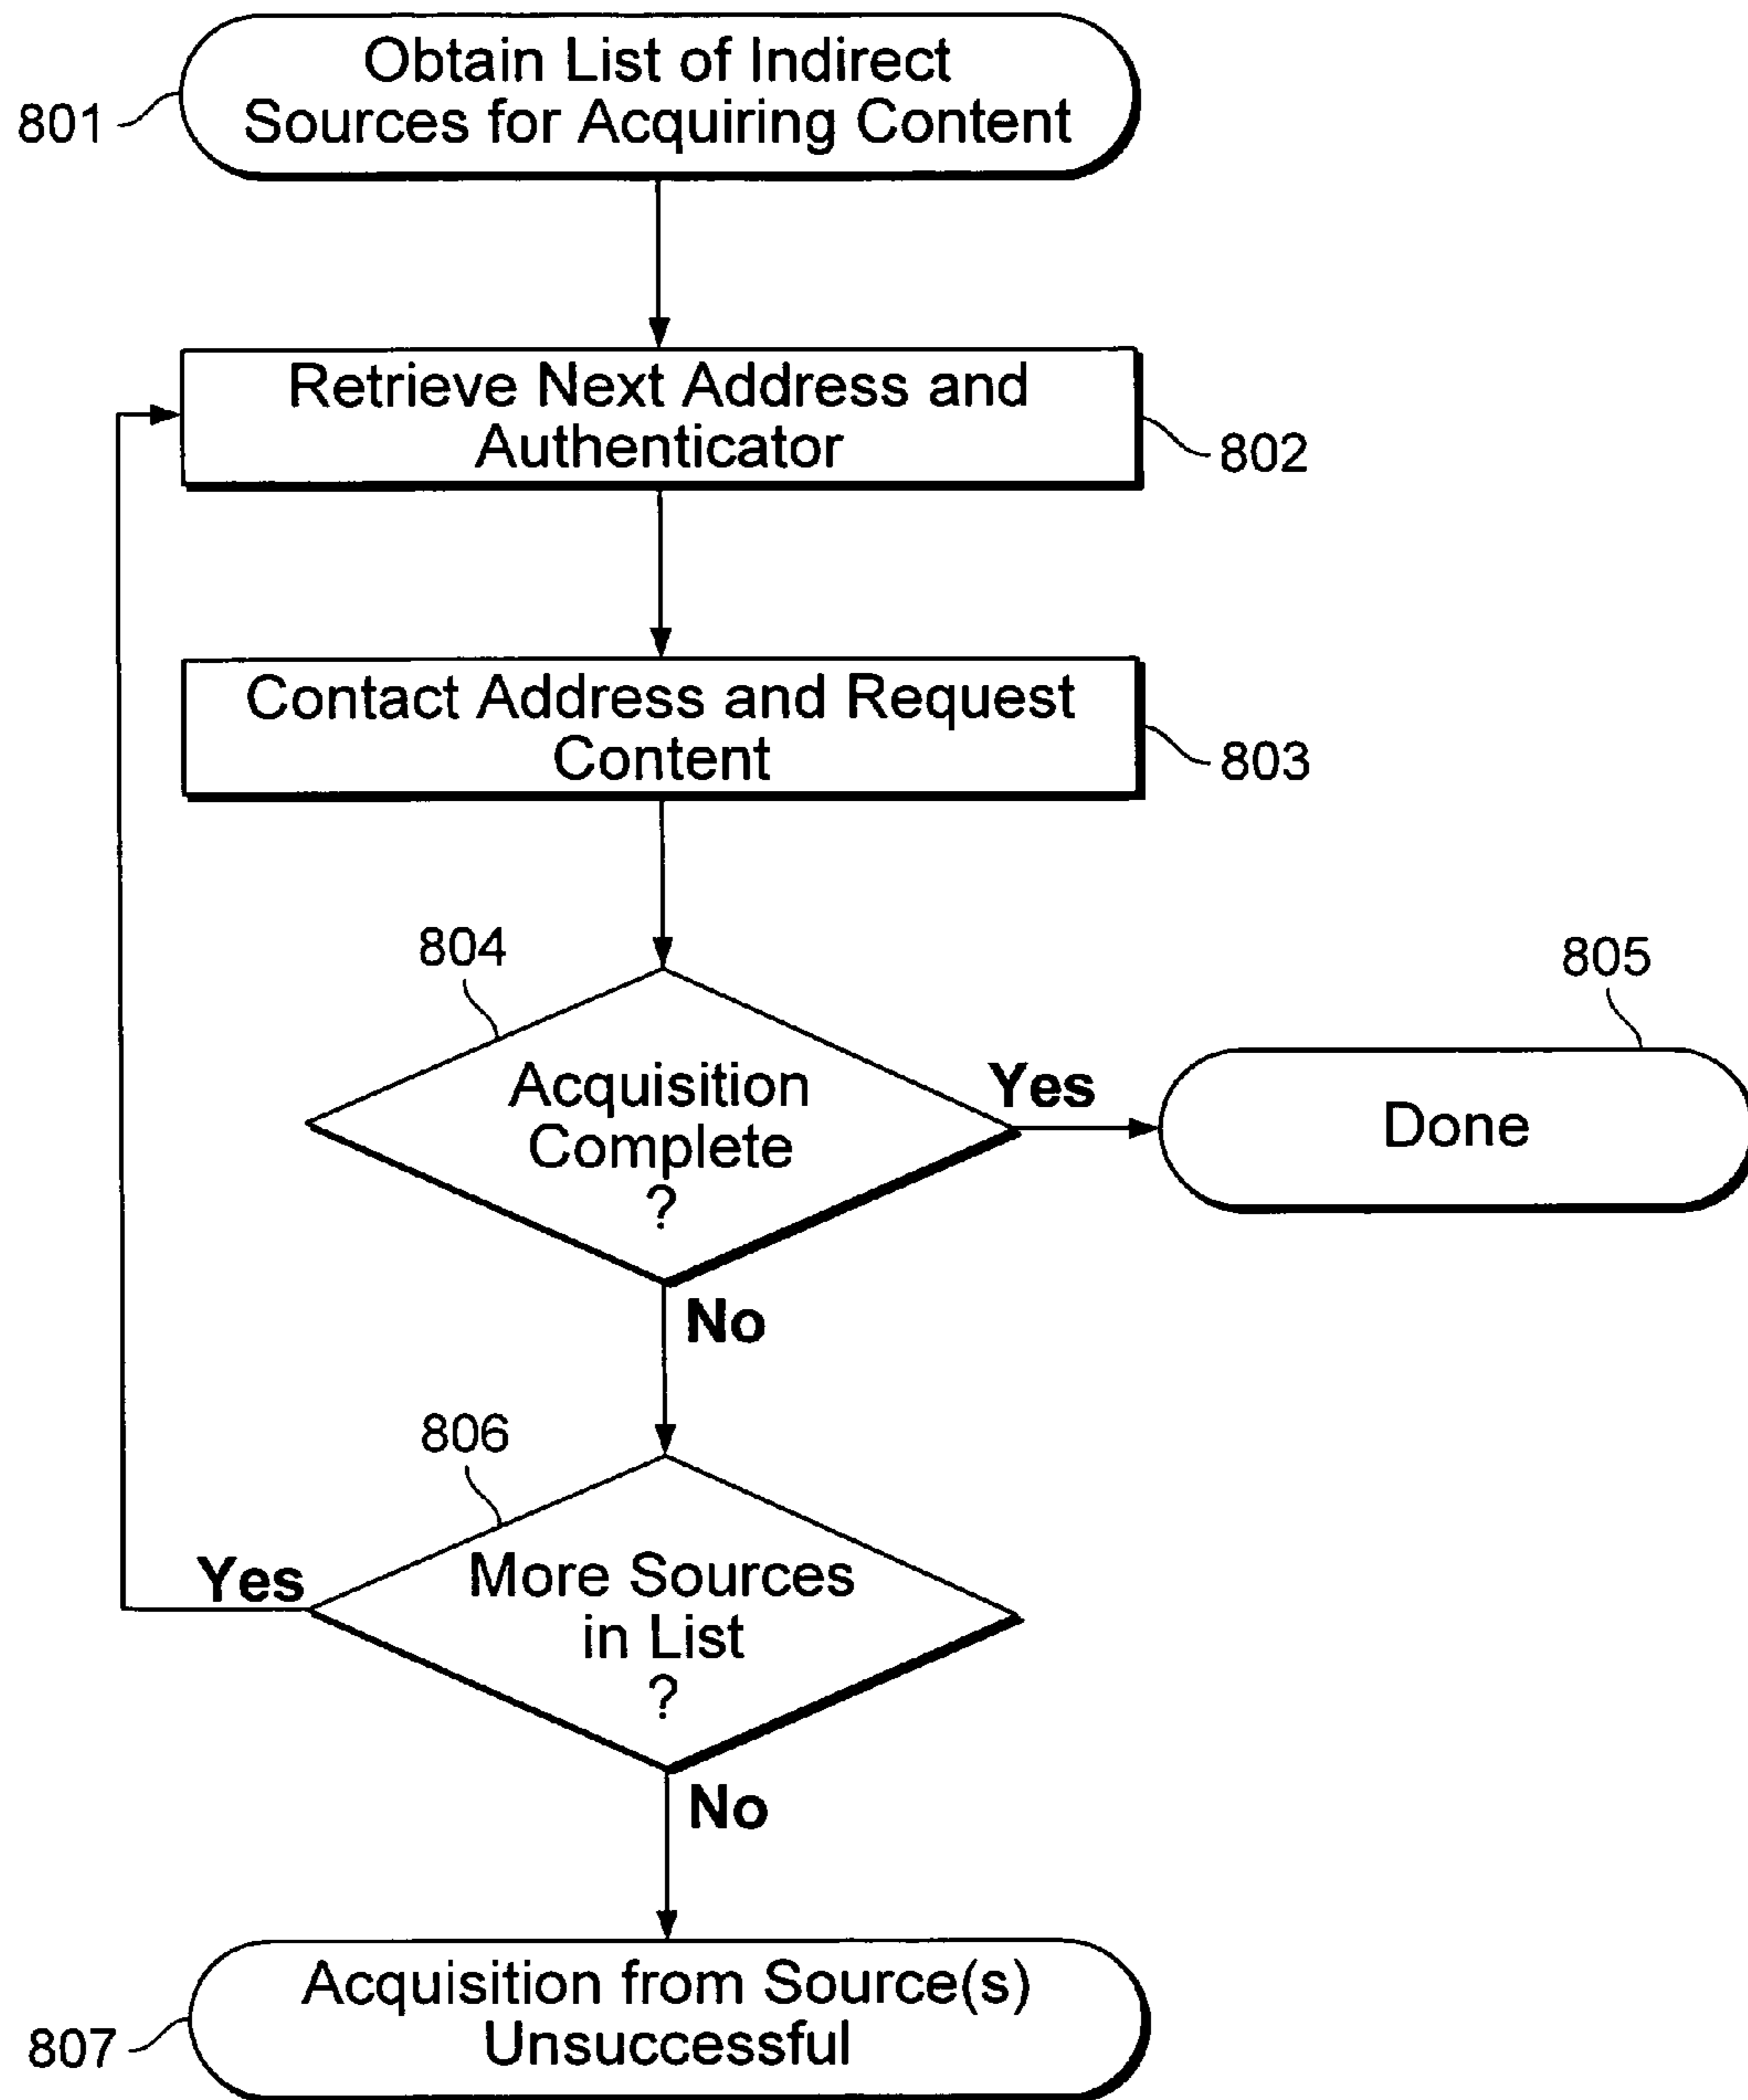 Obtain List of Indirect
Sources for Acquiring Content
801
Retrieve Next Address and
Authenticator
802
Contact Address and Request
Content
803
804
Acquisition
Complete
?
Yes
805
Done
No
806
More Sources
in List
?
Yes
No
Acquisition from Source(s)
Unsuccessful
807